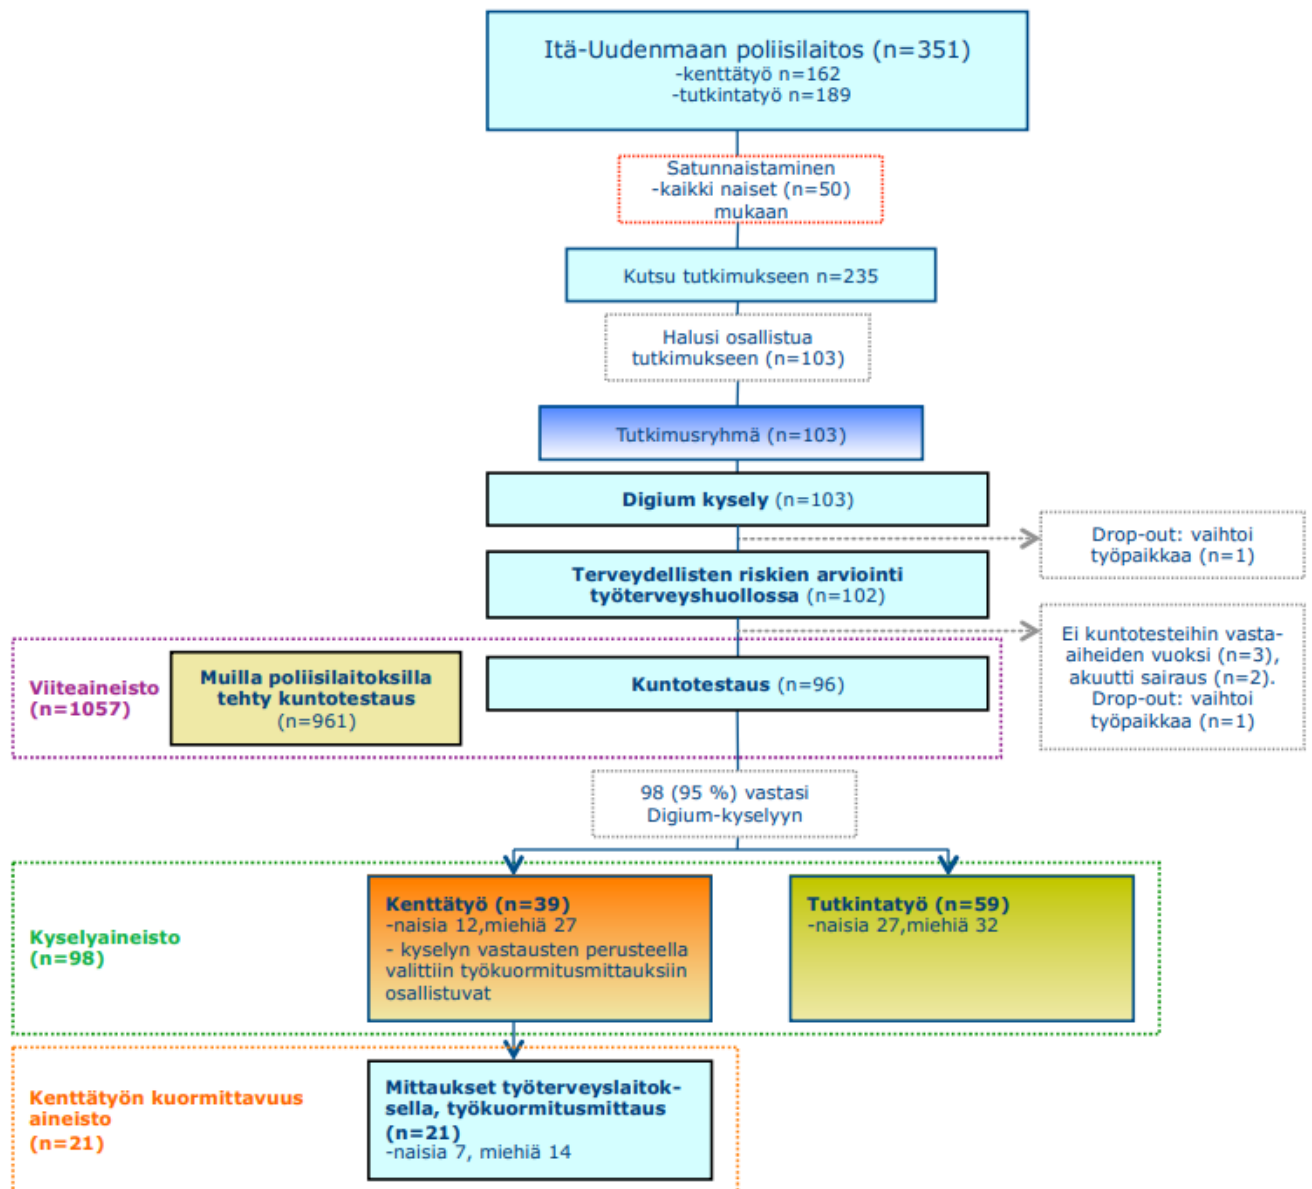 Itä-Uudenmaan poliisilaitos (n=351)
-kenttätyö n=162
-tutkintatyö n=189
Satunnaistaminen
-kaikki naiset (n=50)
mukaan
Kutsu tutkimukseen n=235
Halusi osallistua
tutkimukseen (n=103)
Tutkimusryhmä (n=103)
Digium kysely (n=103)
Drop-out: vaihtoi
työpaikkaa (n=1)
Terveydellisten riskien arviointi
työterveyshuollossa (n=102)
Ei kuntotesteihin vasta-
aiheiden vuoksi (n=3),
akuutti sairaus (n=2).
Drop-out: vaihtoi
työpaikkaa (n=1)
Viiteaineisto
(n=1057)
Muilla poliisilaitoksilla
tehty kuntotestaus
(n=961)
Kuntotestaus (n=96)
98 (95 %) vastasi
Digium-kyselyyn
Kyselyaineisto
(n=98)
Kenttätyö (n=39)
-naisia 12,miehiä 27
- kyselyn vastausten perusteella
valittiin työkuormitusmittauksiin
osallistuvat
Tutkintatyö (n=59)
-naisia 27,miehiä 32
Kenttätyön kuormittavuus
aineisto
(n=21)
Mittaukset työterveyslaitok-
sella, työkuormitusmittaus
(n=21)
-naisia 7, miehiä 14